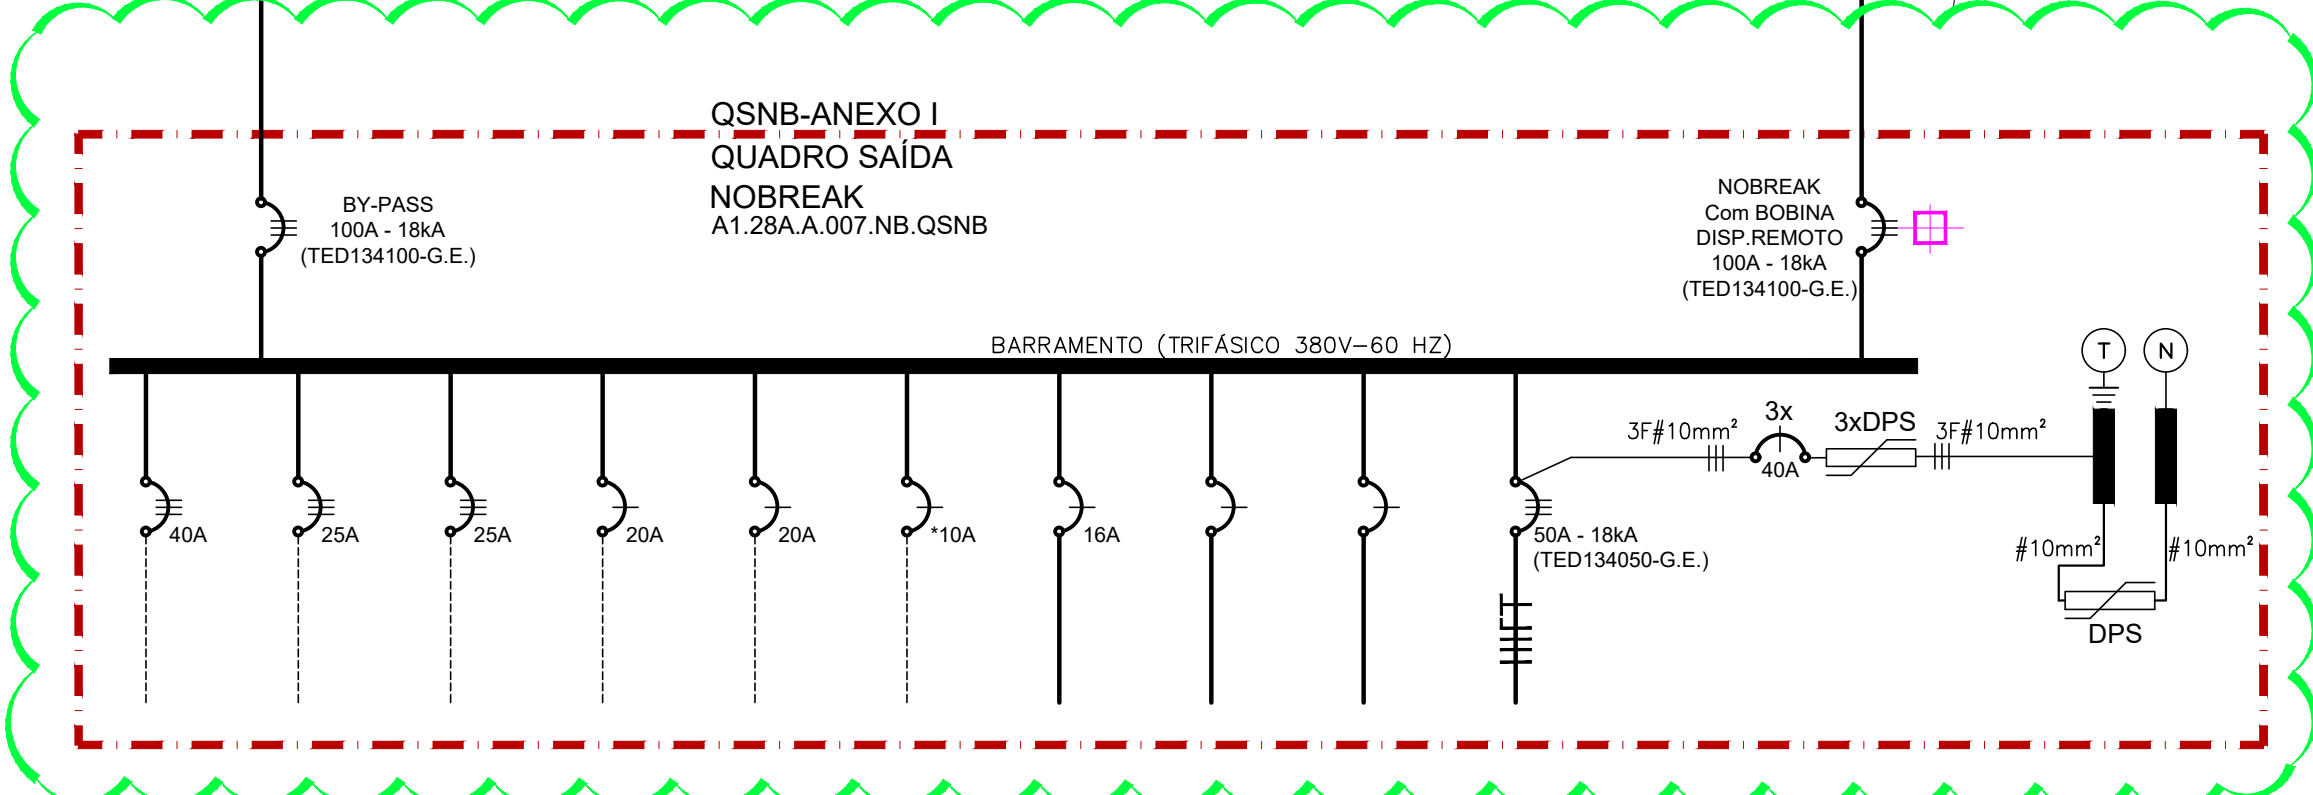 QSNB-ANEXO I
QUADRO SAÍDA
NOBREAK
A1.28A.A.007.NB.QSNB
BY-PASS
100A - 18kA
(TED134100-G.E.)
NOBREAK
Com BOBINA
DISP.REMOTO
100A - 18kA
(TED134100-G.E.)
BARRAMENTO (TRIFÁSICO 380V-60 HZ)
T
N
3F#10mm²
3x
40A
3xDPS
3F#10mm²
40A
25A
25A
20A
20A
*10A
16A
50A - 18kA
(TED134050-G.E.)
#10mm²
#10mm²
DPS